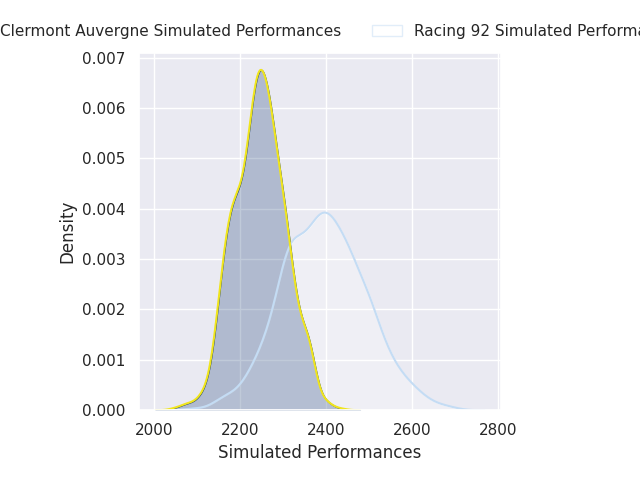 Clermont Auvergne Simulated Performances Racing 92 Simulated
0.007
0.006
0.005
0.004
0.003
0.002
0.001
0.000
Density
2000 2200 2400 2600 2800
Simulated Performances